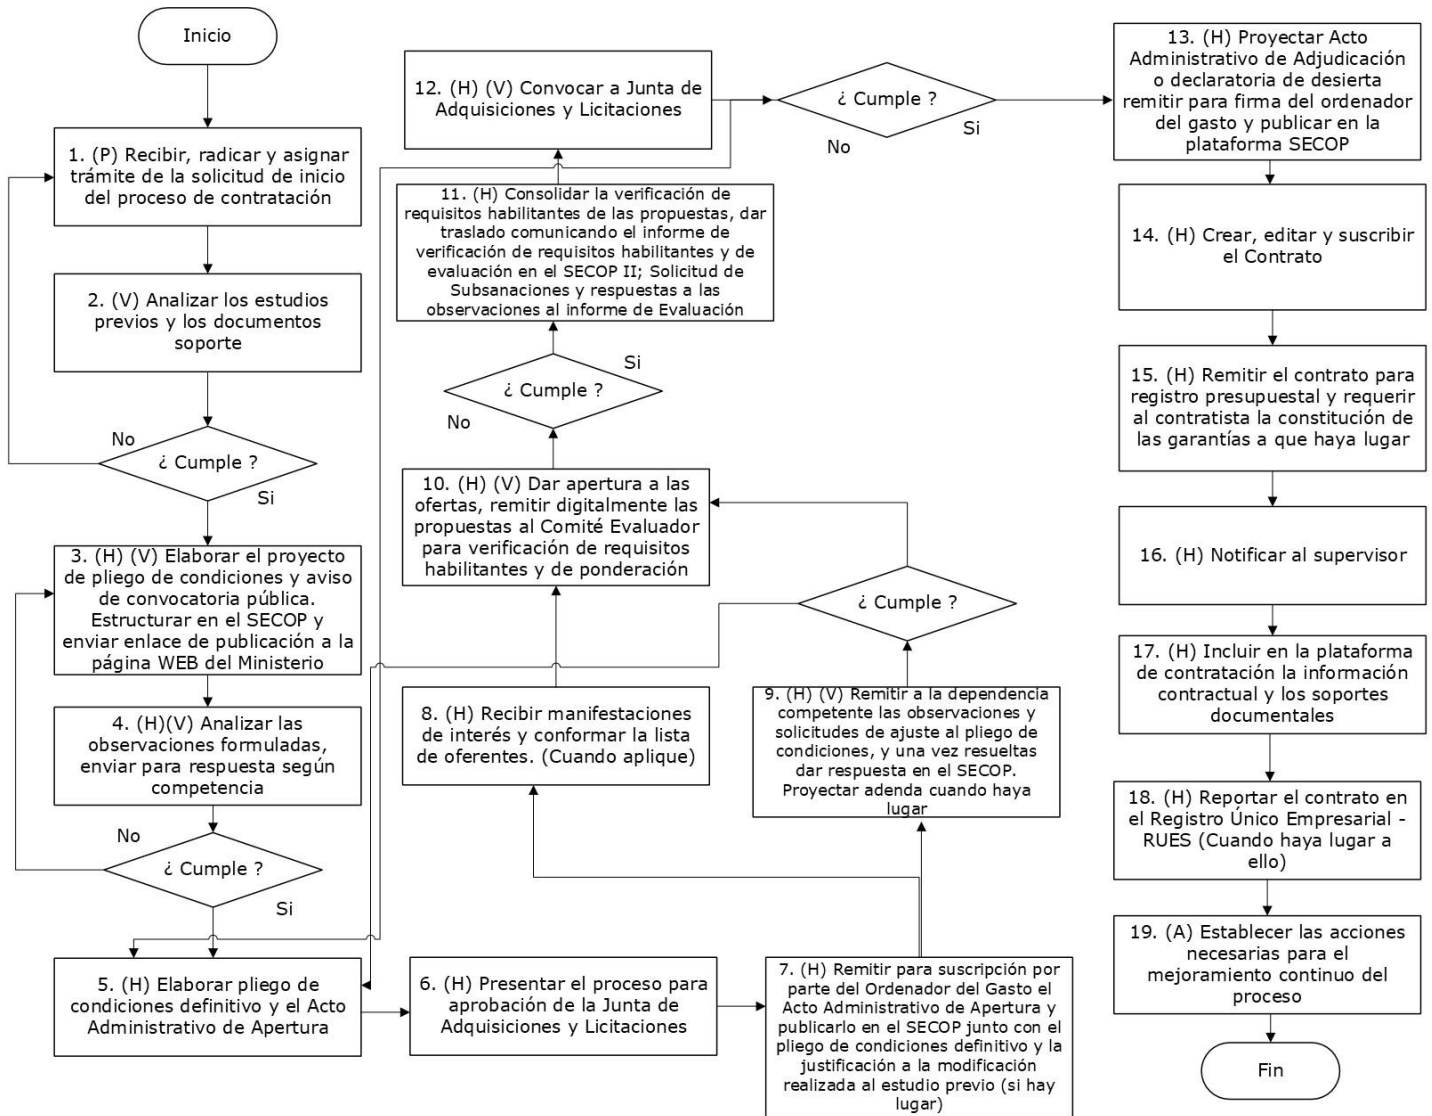 Inicio
1. (P) Recibir, radicar y asignar
trámite de la solicitud de inicio
del proceso de contratación
2. (V) Analizar los estudios
previos y los documentos
soporte
No
¿ Cumple ?
Si
3. (H) (V) Elaborar el proyecto
de pliego de condiciones y aviso
de convocatoria pública.
Estructurar en el SECOP y
enviar enlace de publicación a la
página WEB del Ministerio
4. (H)(V) Analizar las
observaciones formuladas,
enviar para respuesta según
competencia
No
¿ Cumple ?
Si
5. (H) Elaborar pliego de
condiciones definitivo y el Acto
Administrativo de Apertura
6. (H) Presentar el proceso para
aprobación de la Junta de
Adquisiciones y Licitaciones
7. (H) Remitir para suscripción por
parte del Ordenador del Gasto el
Acto Administrativo de Apertura y
publicarlo en el SECOP junto con el
pliego de condiciones definitivo y la
justificación a la modificación
realizada al estudio previo (si hay
lugar)
8. (H) Recibir manifestaciones
de interés y conformar la lista
de oferentes. (Cuando aplique)
9. (H) (V) Remitir a la dependencia
competente las observaciones y
solicitudes de ajuste al pliego de
condiciones, y una vez resueltas
dar respuesta en el SECOP.
Proyectar adenda cuando haya
lugar
¿ Cumple ?
10. (H) (V) Dar apertura a las
ofertas, remitir digitalmente las
propuestas al Comité Evaluador
para verificación de requisitos
habilitantes y de ponderación
No
¿ Cumple ?
Si
11. (H) Consolidar la verificación de
requisitos habilitantes de las propuestas, dar
traslado comunicando el informe de
verificación de requisitos habilitantes y de
evaluación en el SECOP II; Solicitud de
Subsanaciones y respuestas a las
observaciones al informe de Evaluación
12. (H) (V) Convocar a Junta de
Adquisiciones y Licitaciones
¿ Cumple ?
No
Si
13. (H) Proyectar Acto
Administrativo de Adjudicación
o declaratoria de desierta
remitir para firma del ordenador
del gasto y publicar en la
plataforma SECOP
14. (H) Crear, editar y suscribir
el Contrato
15. (H) Remitir el contrato para
registro presupuestal y requerir
al contratista la constitución de
las garantías a que haya lugar
16. (H) Notificar al supervisor
17. (H) Incluir en la plataforma
de contratación la información
contractual y los soportes
documentales
18. (H) Reportar el contrato en
el Registro Único Empresarial -
RUES (Cuando haya lugar a
ello)
19. (A) Establecer las acciones
necesarias para el
mejoramiento continuo del
proceso
Fin